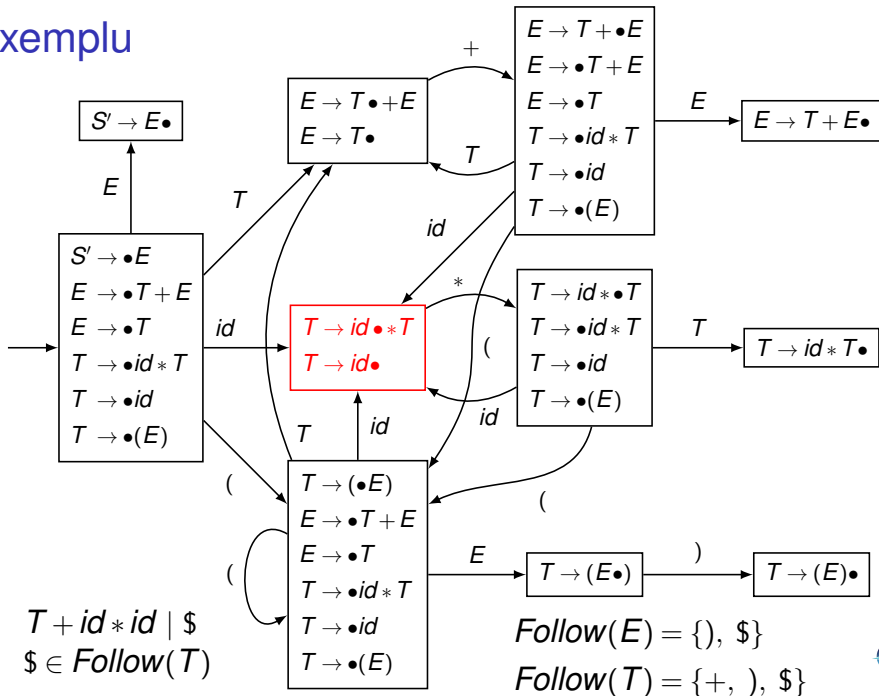 xemplu
S′ → E•
E
S′ → •E
E → •T + E
E → •T
T → •id ∗ T
T → •id
T → •(E)
T
id
(
E → T• + E
E → T•
+
T
E → T + •E
E → •T + E
E → •T
T → •id ∗ T
T → •id
T → •(E)
E
E → T + E•
id
(
T → id • ∗ T
T → id•
∗
id
T → id ∗ •T
T → •id ∗ T
T → •id
T → •(E)
T
T → id ∗ T•
(
T
id
T → (•E)
E → •T + E
E → •T
T → •id ∗ T
T → •id
T → •(E)
(
E
T → (E•)
)
T → (E)•
T + id ∗ id | $
$ ∈ Follow(T)
Follow(E) = {), $}
Follow(T) = {+, ), $}